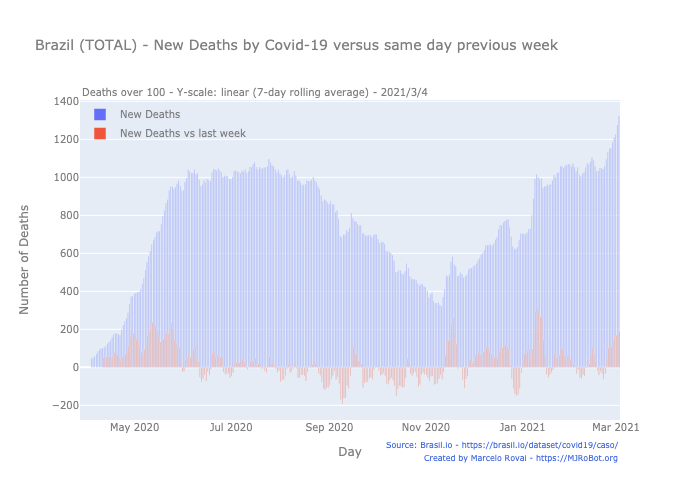 Brazil (TOTAL) - New Deaths by Covid-19 versus same day previous week
Deaths over 100 - Y-scale: linear (7-day rolling average) - 2021/3/4
1400
New Deaths
1200
New Deaths vs last week
1000
800
600
400
200
0
−200
Number of Deaths
May 2020
Jul 2020
Sep 2020
Nov 2020
Jan 2021
Mar 2021
Day
Source: Brasil.io - https://brasil.io/dataset/covid19/caso/
Created by Marcelo Rovai - https://MJRoBot.org